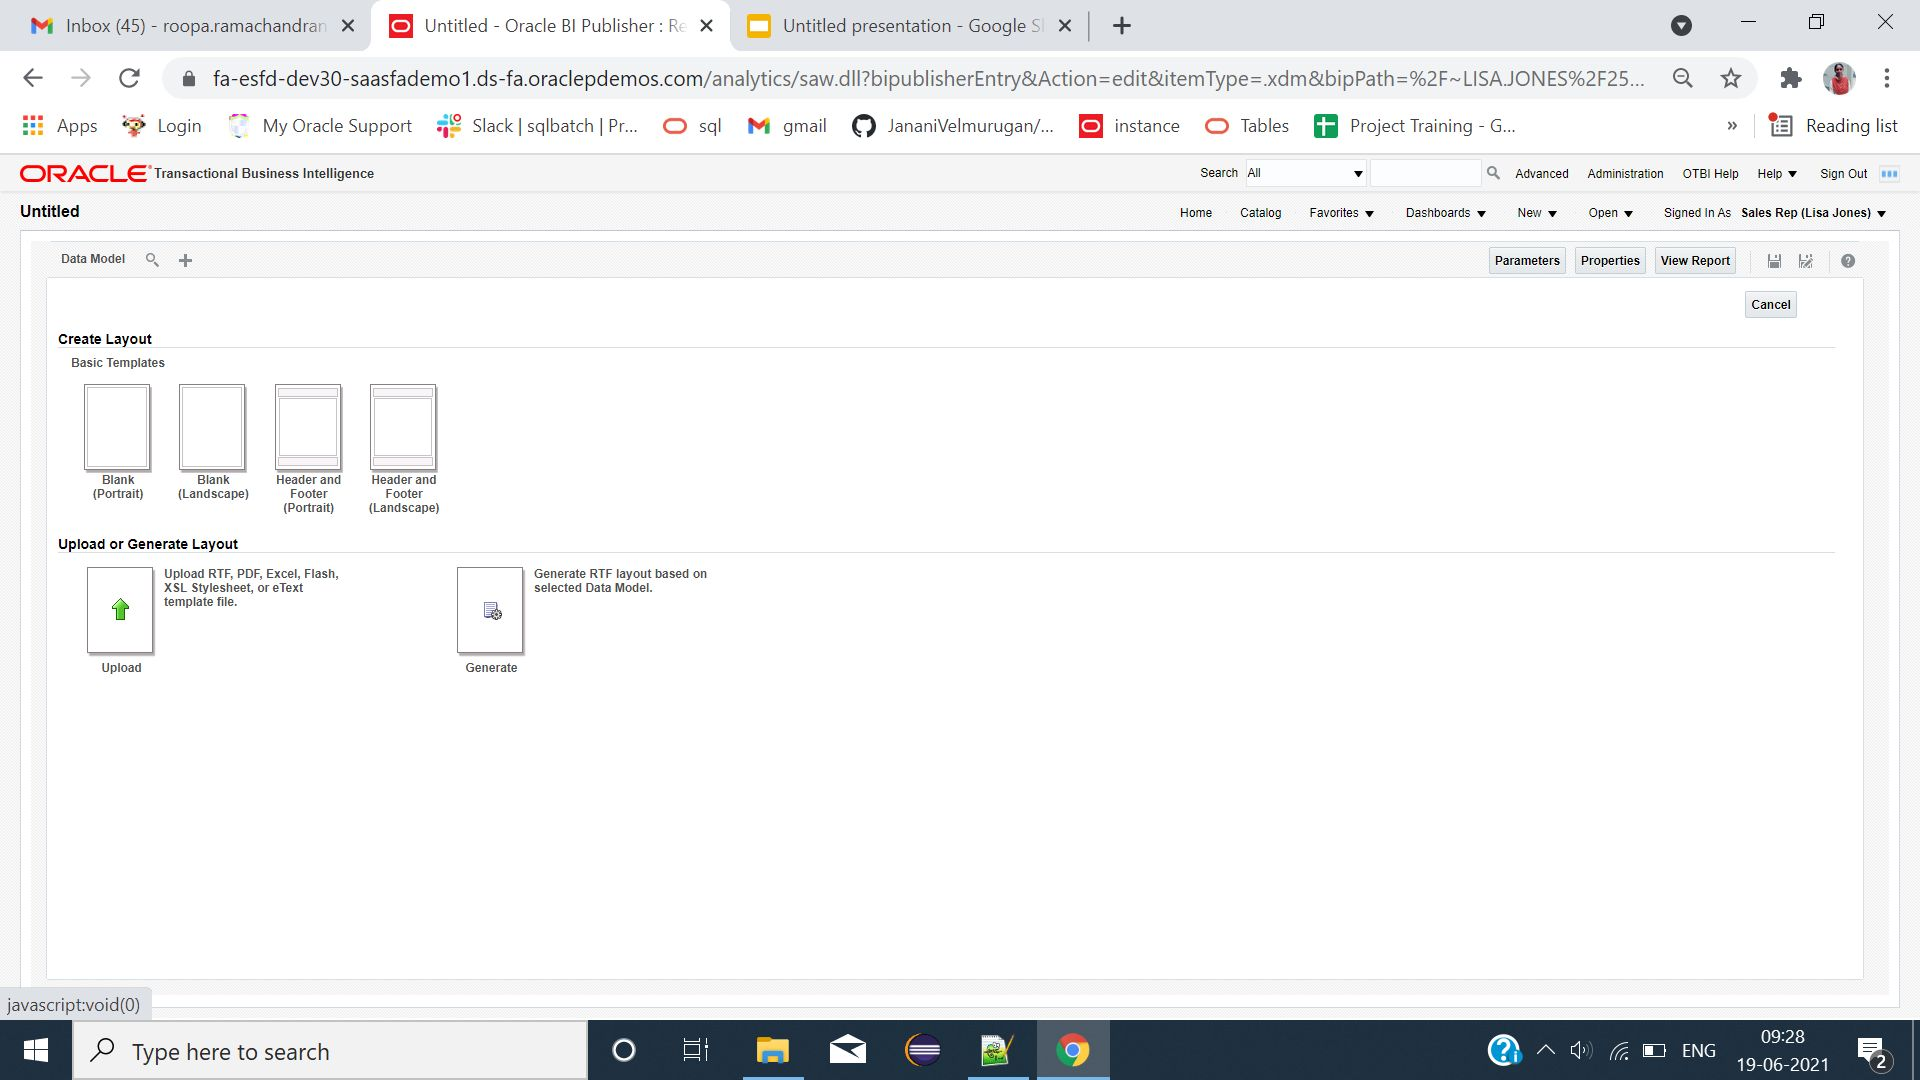 Inbox (45) - roopa.ramachandran
Untitled - Oracle BI Publisher : Re
Untitled presentation - Google Sl
fa-esfd-dev30-saasfademo1.ds-fa.oraclepdemos.com/analytics/saw.dll?bipublisherEntry&Action=edit&itemType=.xdm&bipPath=%2F~LISA.JONES%2F25...
Apps
Login
My Oracle Support
Slack | sqlbatch | Pr...
sql
gmail
JananiVelmurugan/...
instance
Tables
Project Training - G...
»
Reading list
ORACLE Transactional Business Intelligence
Search All
Advanced
Administration
OTBI Help
Help
Sign Out
Untitled
Home
Catalog
Favorites
Dashboards
New
Open
Signed In As Sales Rep (Lisa Jones)
Data Model
Parameters
Properties
View Report
Cancel
Create Layout
Basic Templates
Blank
(Portrait)
Blank
(Landscape)
Header and
Footer
(Portrait)
Header and
Footer
(Landscape)
Upload or Generate Layout
Upload RTF, PDF, Excel, Flash,
XSL Stylesheet, or eText
template file.
Upload
Generate RTF layout based on
selected Data Model.
Generate
javascript:void(0)
Type here to search
ENG
09:28
19-06-2021
2